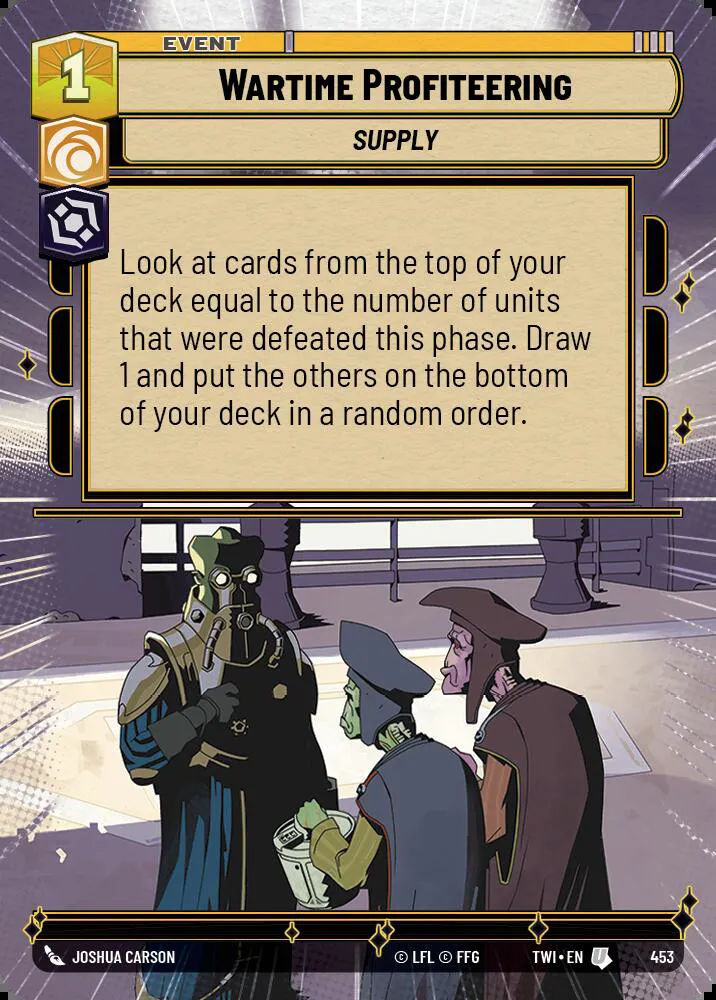 EVENT
1
WARTIME PROFITEERING
SUPPLY
Look at cards from the top of your
deck equal to the number of units
that were defeated this phase. Draw
1 and put the others on the bottom
of your deck in a random order.
JOSHUA CARSON
© LFL © FFG
TWI • EN
U
453